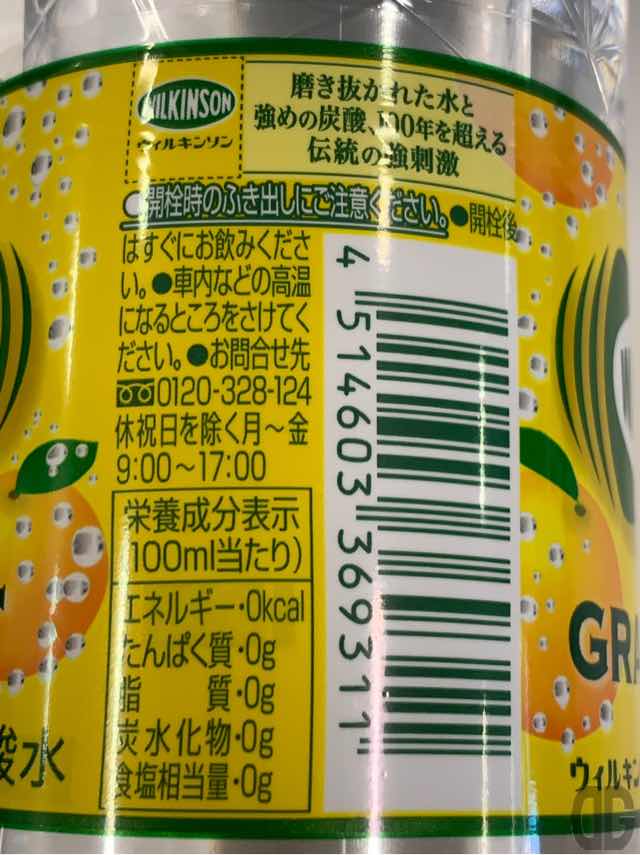 WILKINSON
ウィルキンソン
磨き抜かれた水と
強めの炭酸、100年を超える
伝統の強刺激
●開栓時のふき出しにご注意ください。●開栓後
はすぐにお飲みくださ
い。●車内などの高温
になるところをさけてく
ださい。●お問合せ先
0120-328-124
休祝日を除く月～金
9:00～17:00
栄養成分表示
(100ml当たり)
エネルギー・0kcal
たんぱく質・0g
脂質・0g
炭水化物・0g
食塩相当量・0g
4 514603 369311
酸水
GRA
ウィルキ
DG